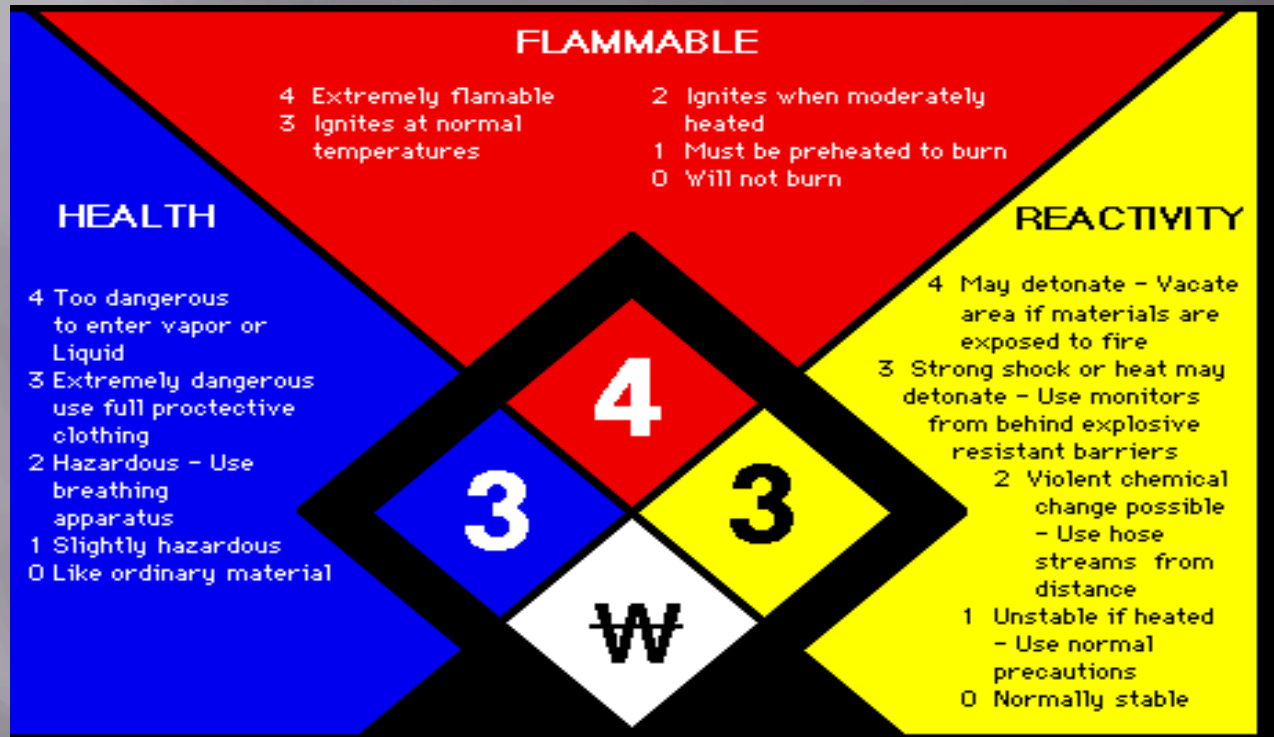 FLAMMABLE
4 Extremely flamable
3 Ignites at normal
temperatures
2 Ignites when moderately
heated
1 Must be preheated to burn
0 Will not burn
HEALTH
4 Too dangerous
to enter vapor or
Liquid
3 Extremely dangerous
use full proctective
clothing
2 Hazardous - Use
breathing
apparatus
1 Slightly hazardous
0 Like ordinary material
REACTIVITY
4 May detonate - Vacate
area if materials are
exposed to fire
3 Strong shock or heat may
detonate - Use monitors
from behind explosive
resistant barriers
2 Violent chemical
change possible
- Use hose
streams from
distance
1 Unstable if heated
- Use normal
precautions
0 Normally stable
4
3
3
W